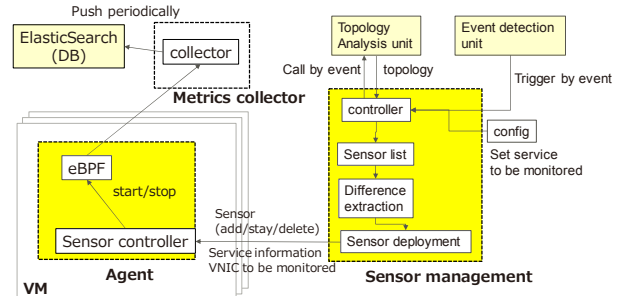 Push periodically
ElasticSearch
(DB)
collector
Metrics collector
Topology
Analysis unit
Event detection
unit
Call by event
topology
Trigger by event
controller
config
Set service
to be monitored
Sensor list
Difference
extraction
Sensor deployment
Sensor management
eBPF
start/stop
Sensor controller
Agent
VM
Sensor
(add/stay/delete)
Service information
VNIC to be monitored